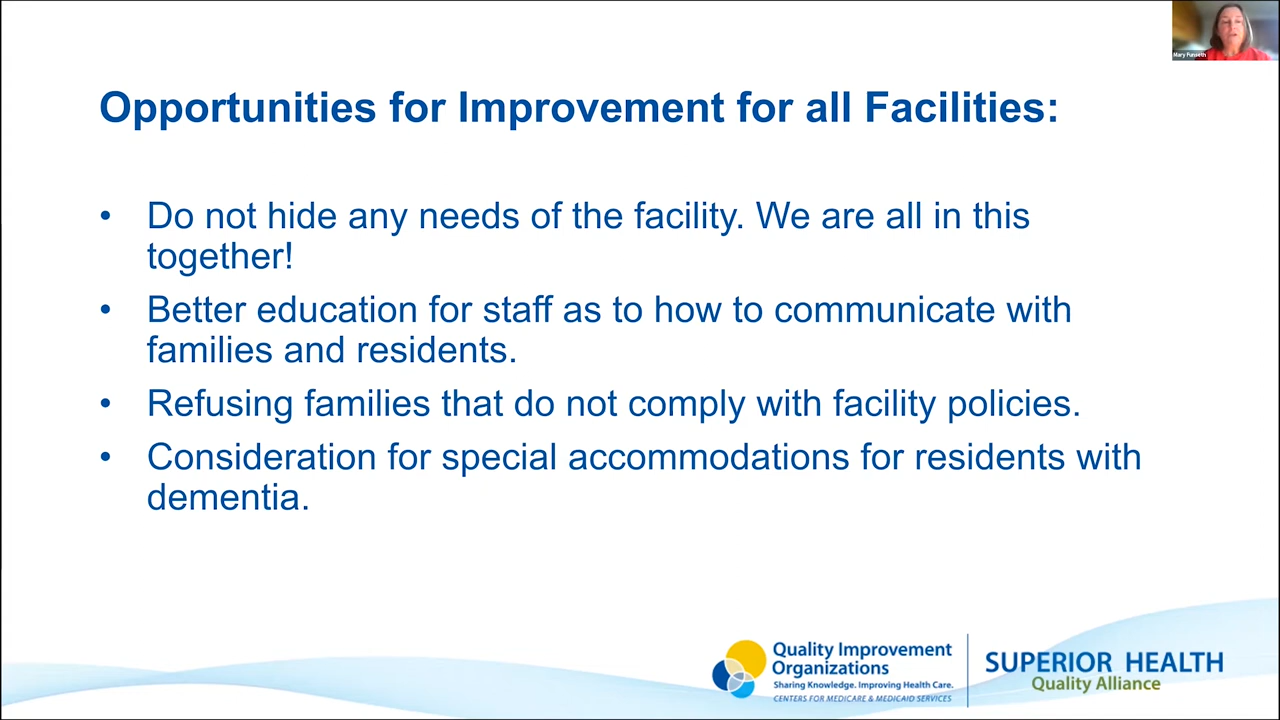 Mary Funseth
Opportunities for Improvement for all Facilities:
• Do not hide any needs of the facility. We are all in this
together!
• Better education for staff as to how to communicate with
families and residents.
• Refusing families that do not comply with facility policies.
• Consideration for special accommodations for residents with
dementia.
Quality Improvement
Organizations
Sharing Knowledge. Improving Health Care.
CENTERS FOR MEDICARE & MEDICAID SERVICES
SUPERIOR HEALTH
Quality Alliance